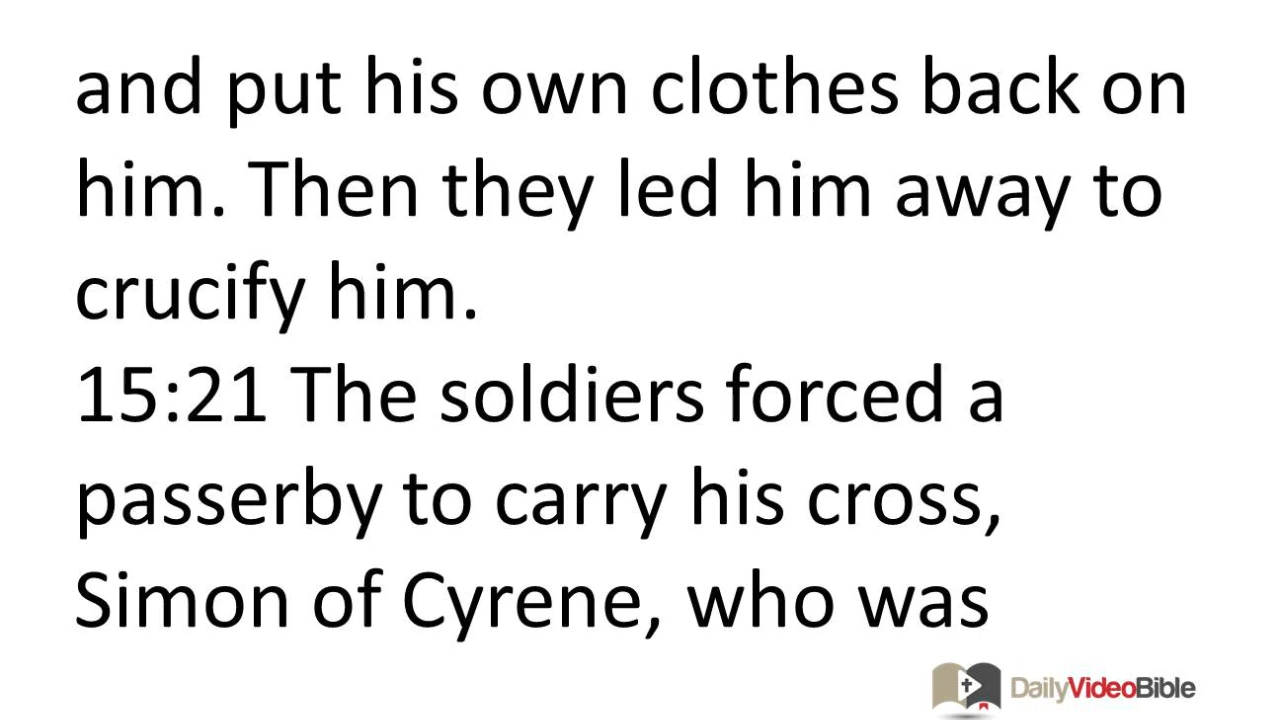 and put his own clothes back on
him. Then they led him away to
crucify him.
15:21 The soldiers forced a
passerby to carry his cross,
Simon of Cyrene, who was
DailyVideoBible